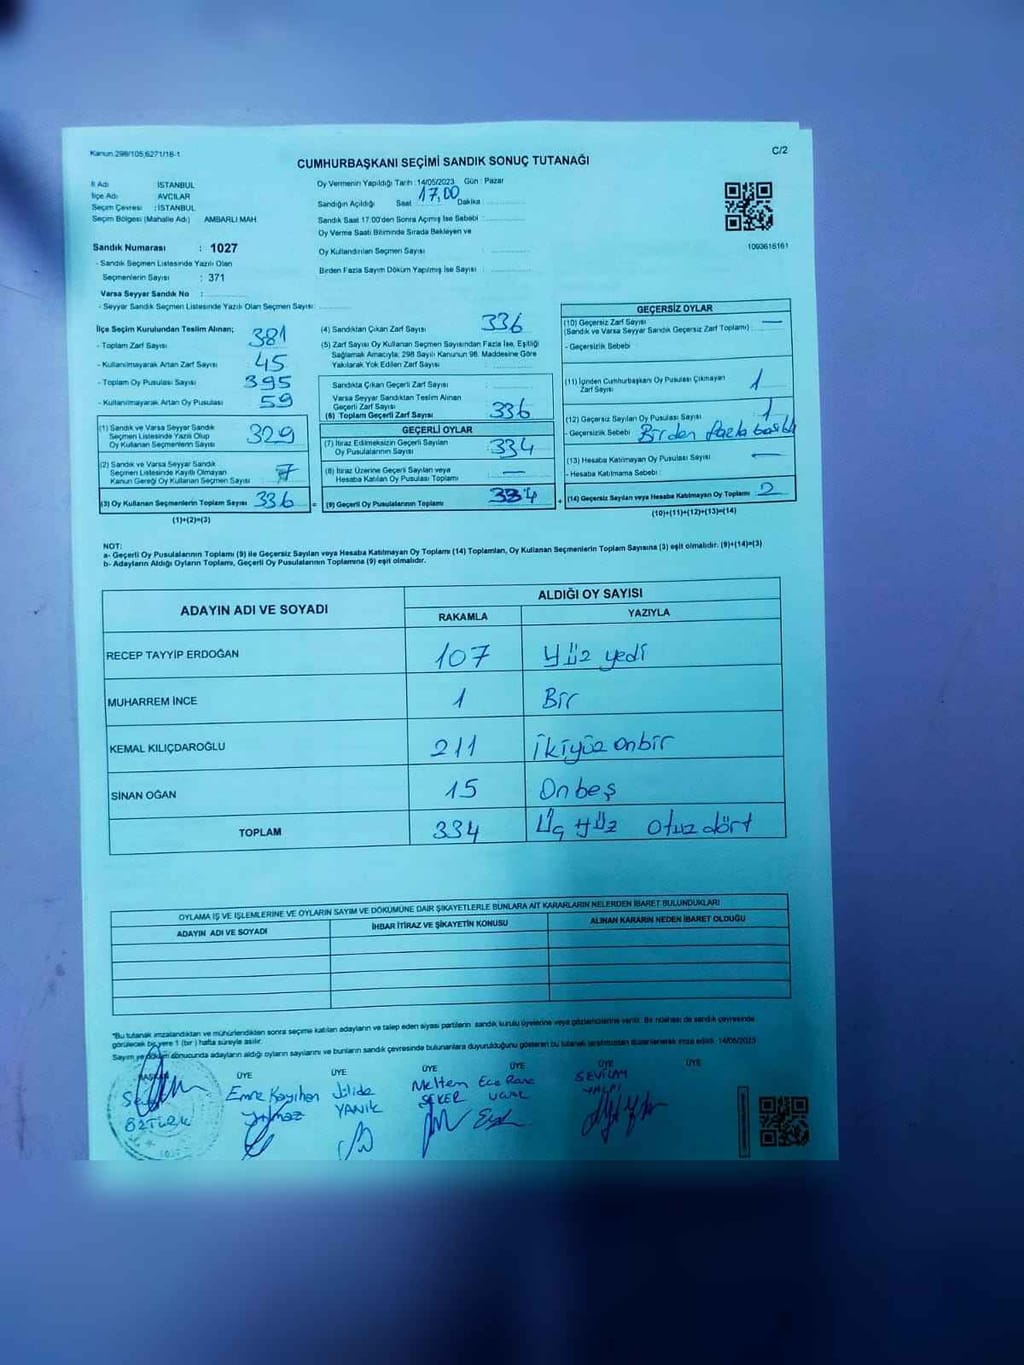 Kanun 298/105,6271/18-1
C/2
CUMHURBAŞKANI SEÇİMİ SANDIK SONUÇ TUTANAĞI
İl Adı İSTANBUL
İlçe Adı AVCILAR
Seçim Çevresi : İSTANBUL
Seçim Bölgesi (Mahalle Adı) AMBARLI MAH.
Sandık Numarası : 1027
- Sandık Seçmen Listesinde Yazılı Olan
Seçmenlerin Sayısı : 371
Varsa Seyyar Sandık No :
- Seyyar Sandık Seçmen Listesinde Yazılı Olan Seçmen Sayısı:
Oy Vermenin Yapıldığı Tarih :14/05/2023 Gün : Pazar
Sandığın Açıldığı Saat 17,00 Dakika :
Sandık Saat 17.00'den Sonra Açımış İse Sebebi :
Oy Verme Saati Bitiminde Sırada Bekleyen ve
Oy Kullandırılan Seçmen Sayısı :
Birden Fazla Sayım Döküm Yapılmış İse Sayısı :
1093616161
İlçe Seçim Kurulundan Teslim Alınan;
- Toplam Zarf Sayısı 381
- Kullanılmayarak Artan Zarf Sayısı 45
- Toplam Oy Pusulası Sayısı 395
- Kullanılmayarak Artan Oy Pusulası 59
(1) Sandık ve Varsa Seyyar Sandık
Seçmen Listesinde Yazılı Olup
Oy Kullanan Seçmenlerin Sayısı 329
(2) Sandık ve Varsa Seyyar Sandık
Seçmen Listesinde Kayıtlı Olmayan
Kanun Gereği Oy Kullanan Seçmen Sayısı 7
(3) Oy Kullanan Seçmenlerin Toplam Sayısı 336 =
(1)+(2)=(3)
(4) Sandıktan Çıkan Zarf Sayısı 336
(5) Zarf Sayısı Oy Kullanan Seçmen Sayısından Fazla İse, Eşitliği
Sağlamak Amacıyla, 298 Sayılı Kanunun 98. Maddesine Göre
Yakılarak Yok Edilen Zarf Sayısı :
Sandıkta Çıkan Geçerli Zarf Sayısı :
Varsa Seyyar Sandıktan Teslim Alınan
Geçerli Zarf Sayısı :
(6) Toplam Geçerli Zarf Sayısı 336
GEÇERLİ OYLAR
(7) İtiraz Edilmeksizin Geçerli Sayılan
Oy Pusulasının Sayısı 334
(8) İtiraz Üzerine Geçerli Sayılan veya
Hesaba Katılan Oy Pusulası Toplamı —
(9) Geçerli Oy Pusulalarının Toplamı 334 +
GEÇERSİZ OYLAR
(10) Geçersiz Zarf Sayısı —
(Sandık ve Varsa Seyyar Sandık Geçersiz Zarf Toplamı)
- Geçersizlik Sebebi :
(11) İçinden Cumhurbaşkanı Oy Pusulası Çıkmayan
Zarf Sayısı 1
(12) Geçersiz Sayılan Oy Pusulası Sayısı 1
- Geçersizlik Sebebi Birden fazla basılı
(13) Hesaba Katılmayan Oy Pusulası Sayısı —
- Hesaba Katılmama Sebebi :
(14) Geçersiz Sayılan veya Hesaba Katılmayan Oy Toplamı 2
(10)+(11)+(12)+(13)=(14)
NOT:
a- Geçerli Oy Pusulalarının Toplamı (9) ile Geçersiz Sayılan veya Hesaba Katılmayan Oy Toplamı (14) Toplamları, Oy Kullanan Seçmenlerin Toplam Sayısına (3) eşit olmalıdır. (9)+(14)=(3)
b- Adayların Aldığı Oyların Toplamı, Geçerli Oy Pusulalarının Toplamına (9) eşit olmalıdır.
ADAYIN ADI VE SOYADI
ALDIĞI OY SAYISI
RAKAMLA YAZIYLA
RECEP TAYYİP ERDOĞAN 107 Yüz yedi
MUHARREM İNCE 1 Bir
KEMAL KILIÇDAROĞLU 211 İkiyüz onbir
SİNAN OĞAN 15 Onbeş
TOPLAM 334 Üç yüz otuz dört
OYLAMA İŞ VE İŞLEMLERİNE VE OYLARIN SAYIM VE DÖKÜMÜNE DAİR ŞİKAYETLERLE BUNLARA AİT KARARLARIN NELERDEN İBARET BULUNDUKLARI
ADAYIN ADI VE SOYADI İHBAR İTİRAZ VE ŞİKAYETİN KONUSU ALINAN KARARIN NEDEN İBARET OLDUĞU
*Bu tutanak imzalandıktan ve mühürlendikten sonra seçime katılan adayların ve talep eden siyasi partilerin sandık kurulu üyelerine veya gözlemcilerine verilir. Bir nüshası da sandık çevresinde
görülecek bir yere 1 (bir) hafta süreyle asılır.
Sayım ve döküm sonucunda adayların aldığı oyların sayılarını ve bunların sandık çevresinde bulunanlara duyurulduğunu gösteren bu tutanak tarafımızdan düzenlenerek imza edildi. 14/05/2023
BAŞKAN ÜYE ÜYE ÜYE ÜYE ÜYE ÜYE
ÖZTÜRK
Emre Kayıhan Yılmaz
Jülide YANIK
Meltem ŞEKER
Ece Rana UÇAL
SEVİLAY